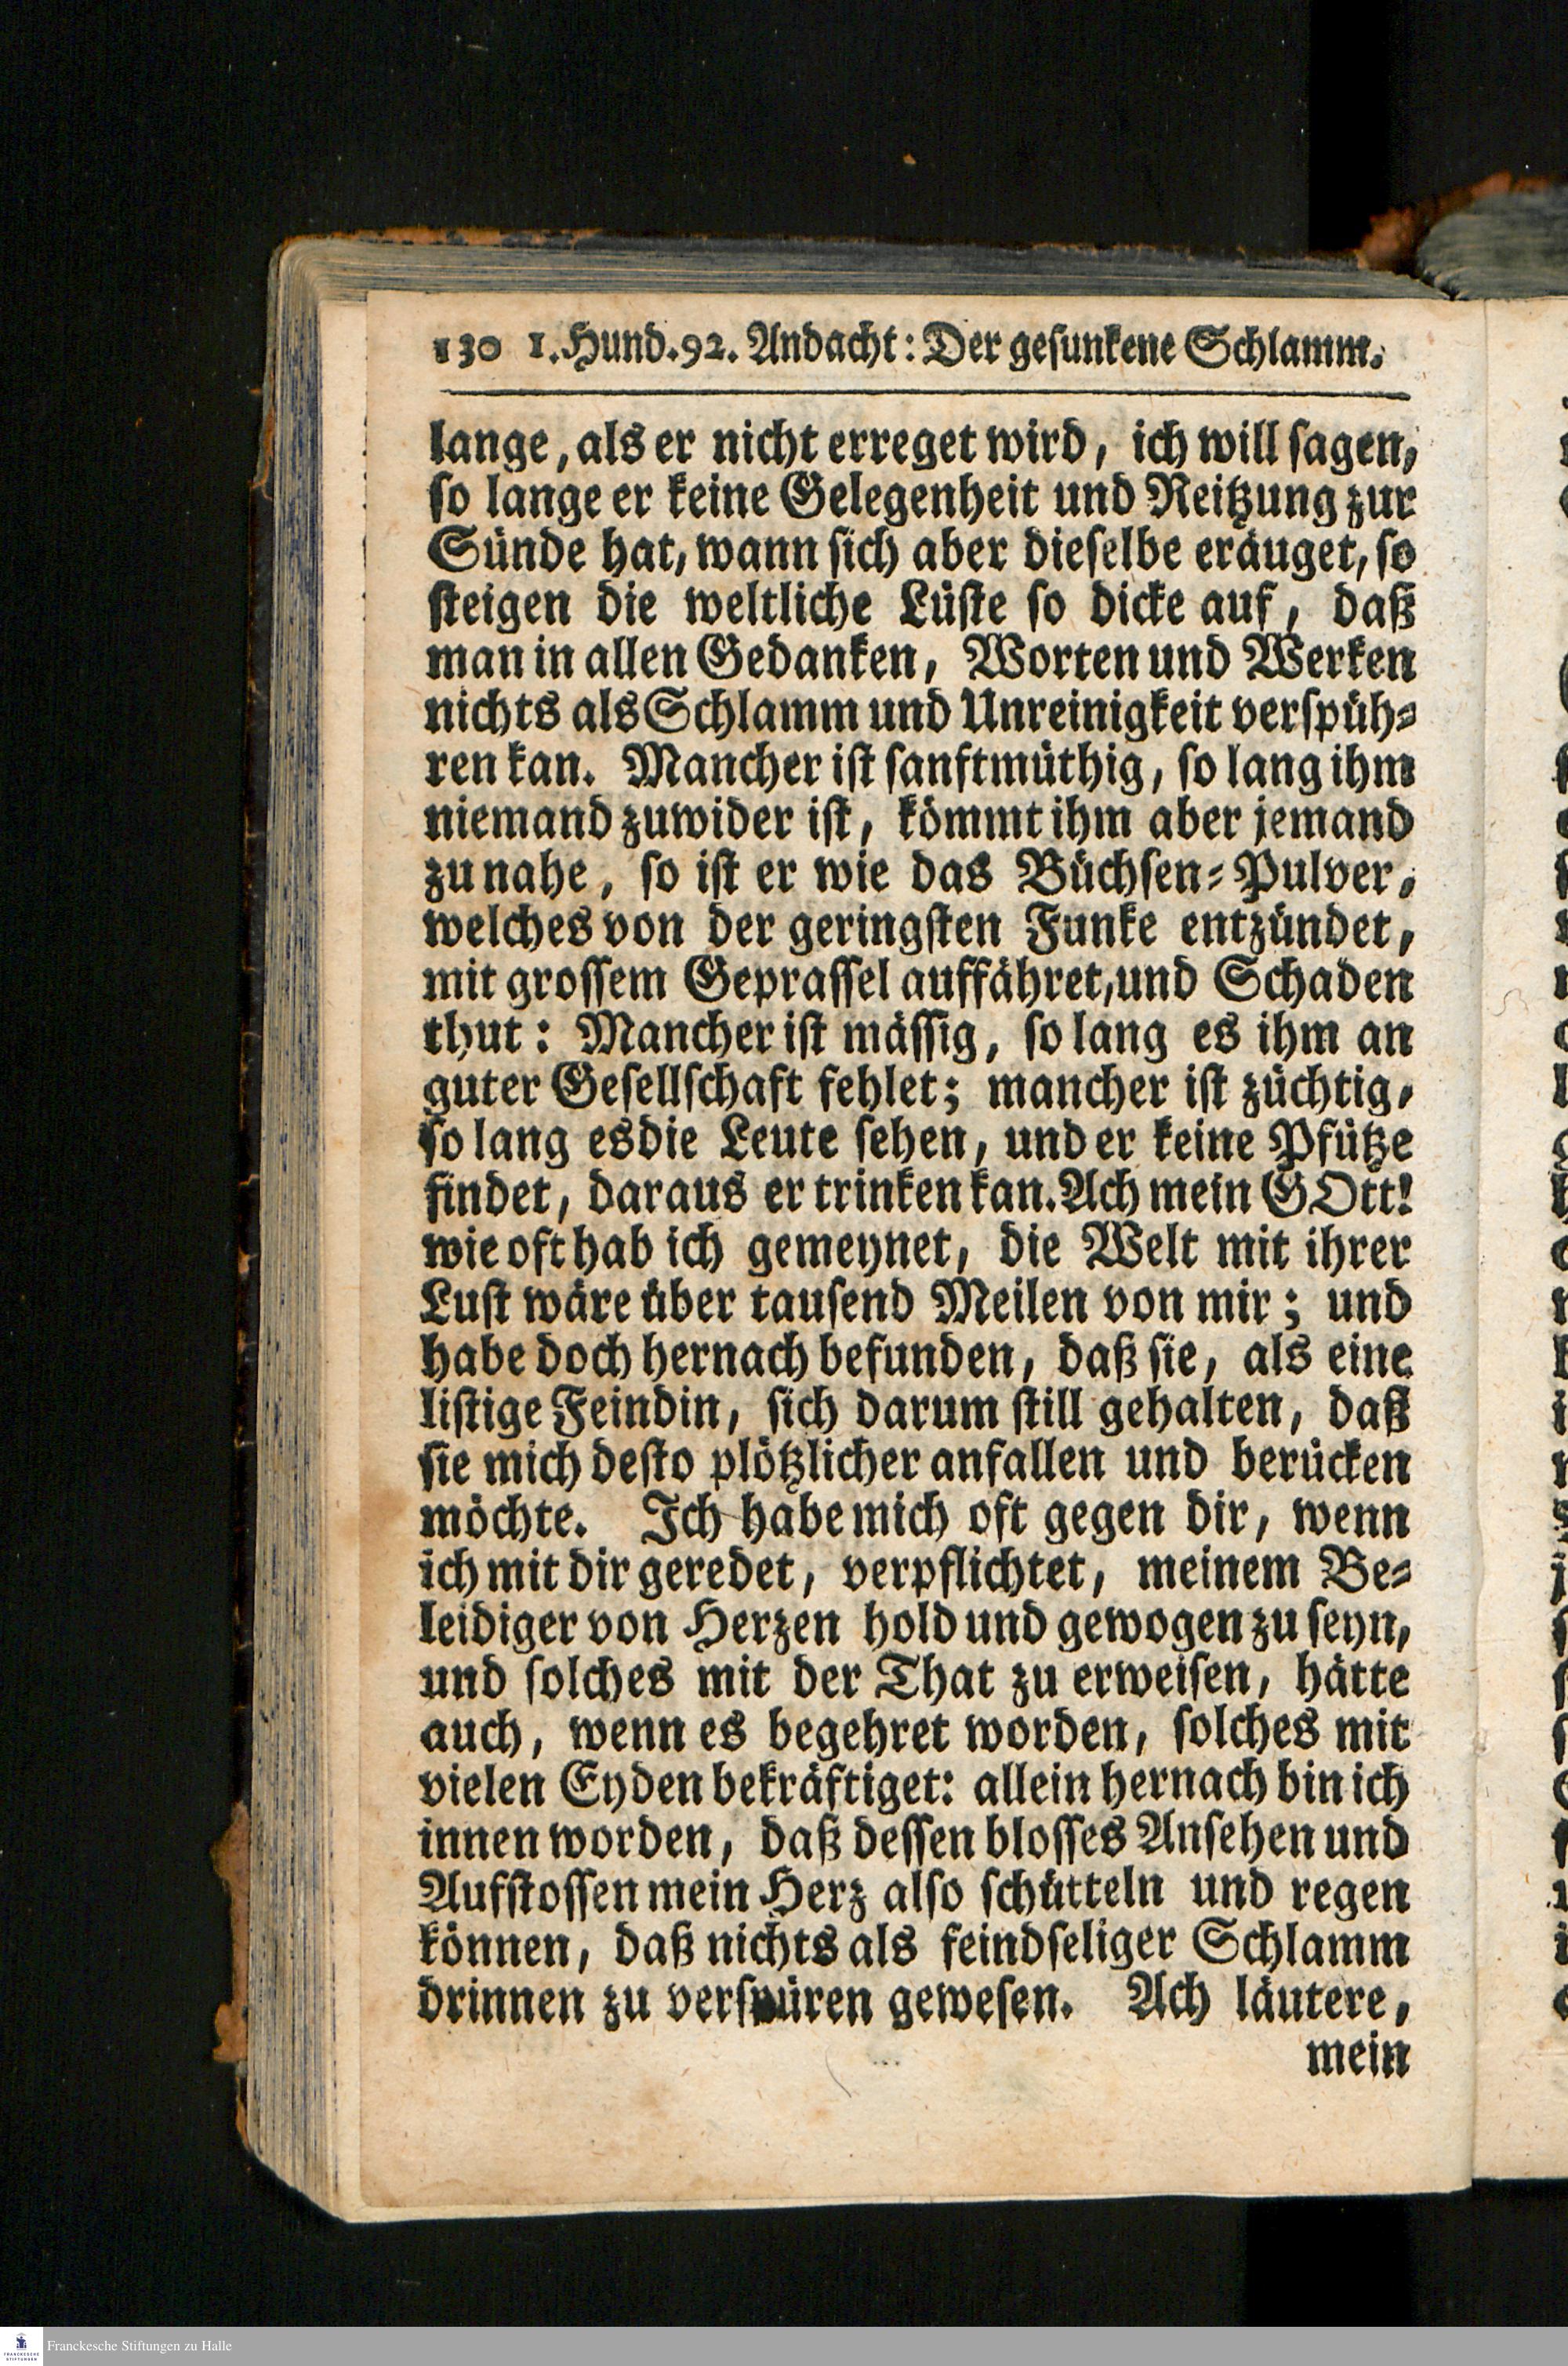 130 1. Hund. 92. Andacht: Der gesunkene Schlamm.
lange, als er nicht erreget wird, ich will sagen,
so lange er keine Gelegenheit und Reitzung zur
Sünde hat, wann sich aber dieselbe eräuget, so
steigen die weltliche Lüste so dicke auf, daß
man in allen Gedanken, Worten und Werken
nichts als Schlamm und Unreinigkeit verspüh-
ren kan. Mancher ist sanftmüthig, so lang ihm
niemand zuwider ist, kömmt ihm aber jemand
zu nahe, so ist er wie das Büchsen-Pulver,
welches von der geringsten Funke entzündet,
mit grossem Geprassel auffähret, und Schaden
thut: Mancher ist mässig, so lang es ihm an
guter Gesellschaft fehlet; mancher ist züchtig,
so lang es die Leute sehen, und er keine Pfütze
findet, daraus er trinken kan. Ach mein GOtt!
wie oft hab ich gemeynet, die Welt mit ihrer
Lust wäre über tausend Meilen von mir; und
habe doch hernach befunden, daß sie, als eine
listige Feindin, sich darum still gehalten, daß
sie mich desto plötzlicher anfallen und berücken
möchte. Ich habe mich oft gegen dir, wenn
ich mit dir geredet, verpflichtet, meinem Be-
leidiger von Herzen hold und gewogen zu seyn,
und solches mit der That zu erweisen, hätte
auch, wenn es begehret worden, solches mit
vielen Eyden bekräftiget: allein hernach bin ich
innen worden, daß dessen blosses Ansehen und
Aufstossen mein Herz also schütteln und regen
können, daß nichts als feindseliger Schlamm
drinnen zu verspüren gewesen. Ach läutere,
mein
Franckesche Stiftungen zu Halle